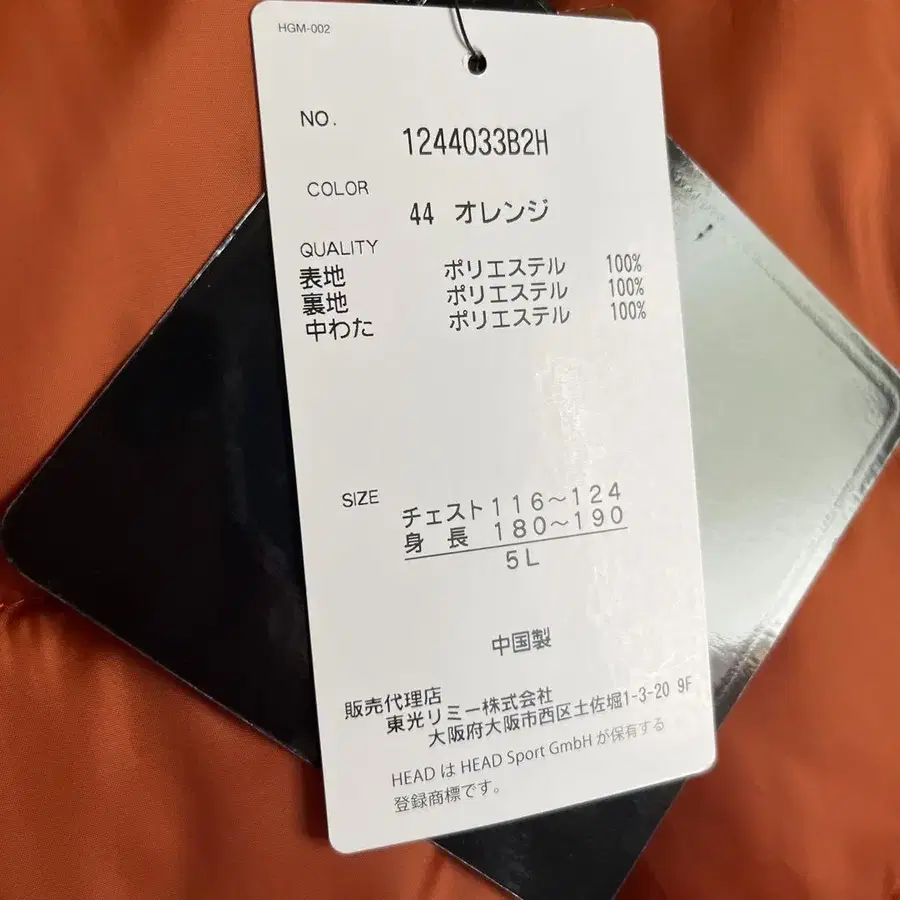 HGM-002
NO. 1244033B2H
COLOR 44 オレンジ
QUALITY
表地 ポリエステル 100%
裏地 ポリエステル 100%
中わた ポリエステル 100%
SIZE
チェスト116〜124
身 長 180〜190
5L
中国製
販売代理店
東光リミー株式会社
大阪府大阪市西区土佐堀1-3-20 9F
HEAD は HEAD Sport GmbH が保有する
登録商標です。